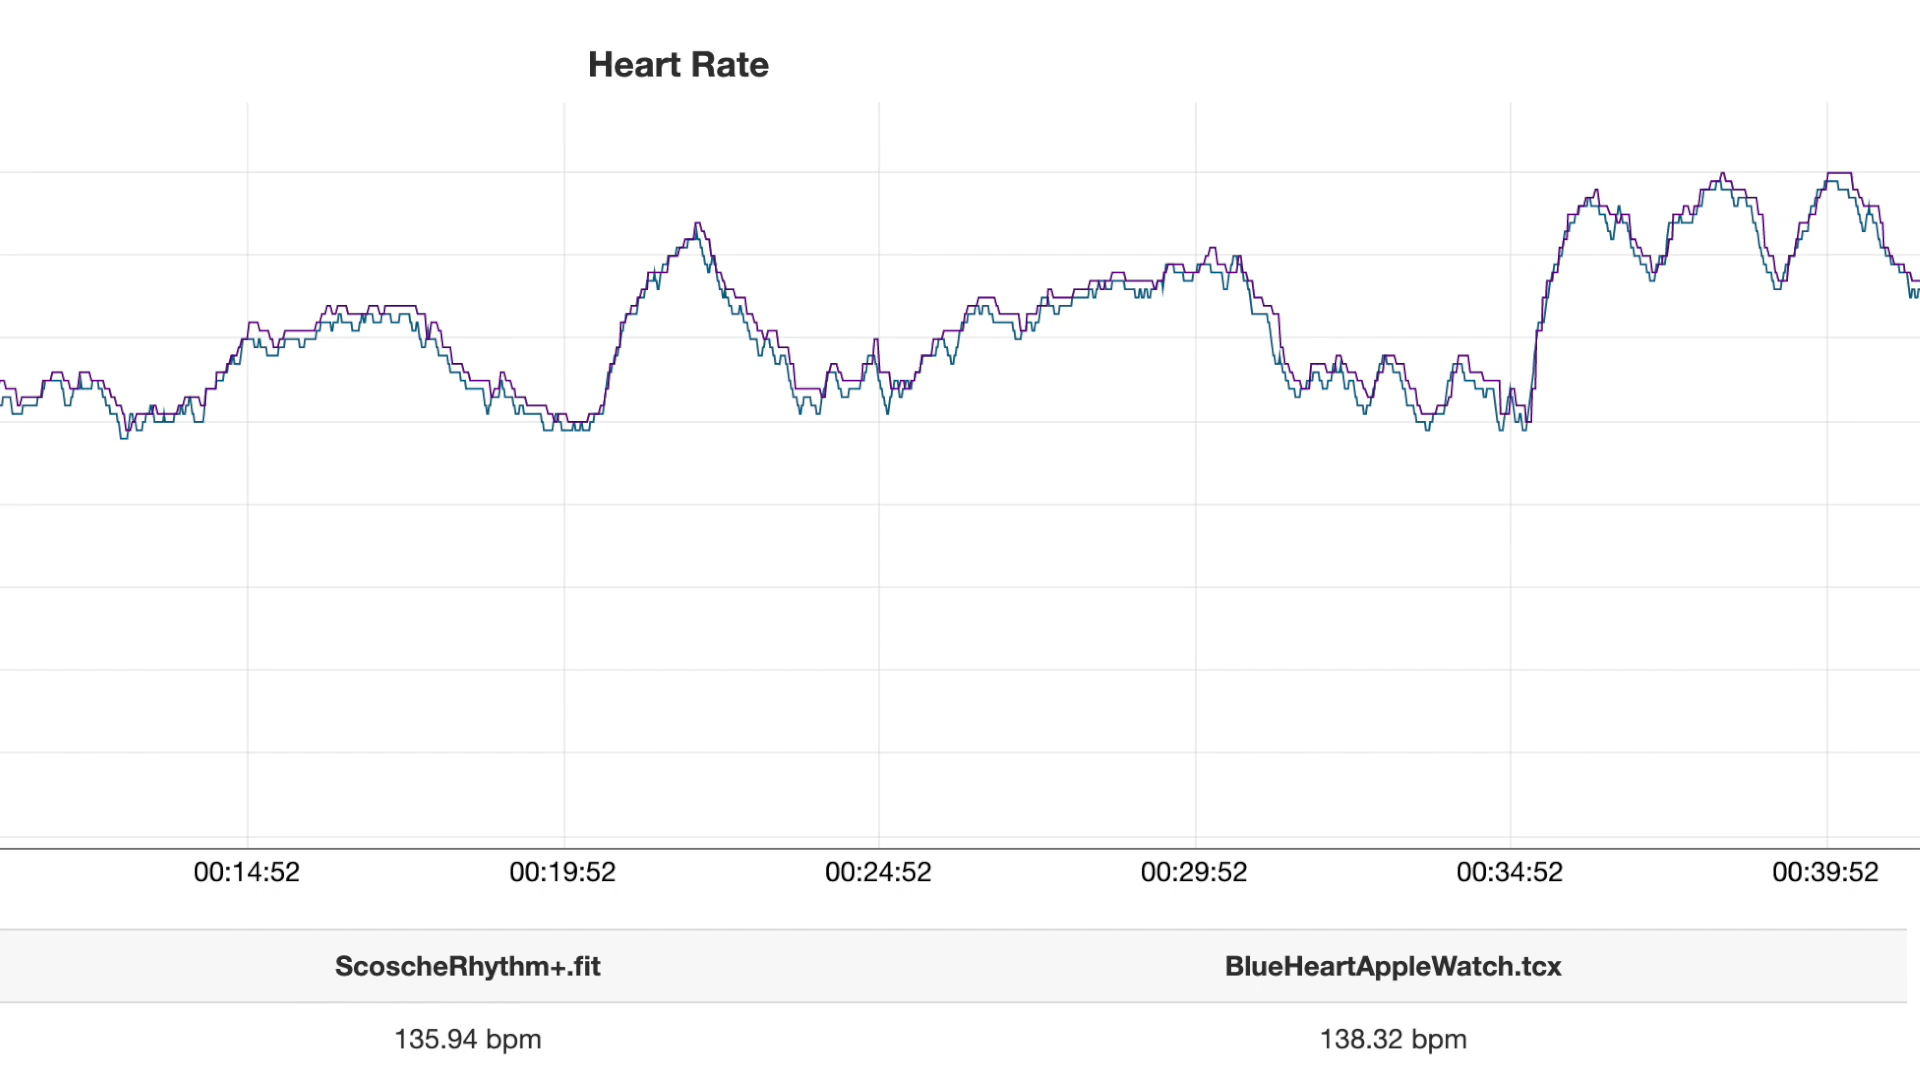 Heart Rate
00:14:52 00:19:52 00:24:52 00:29:52 00:34:52 00:39:52
ScoscheRhythm+.fit BlueHeartAppleWatch.tcx
135.94 bpm 138.32 bpm